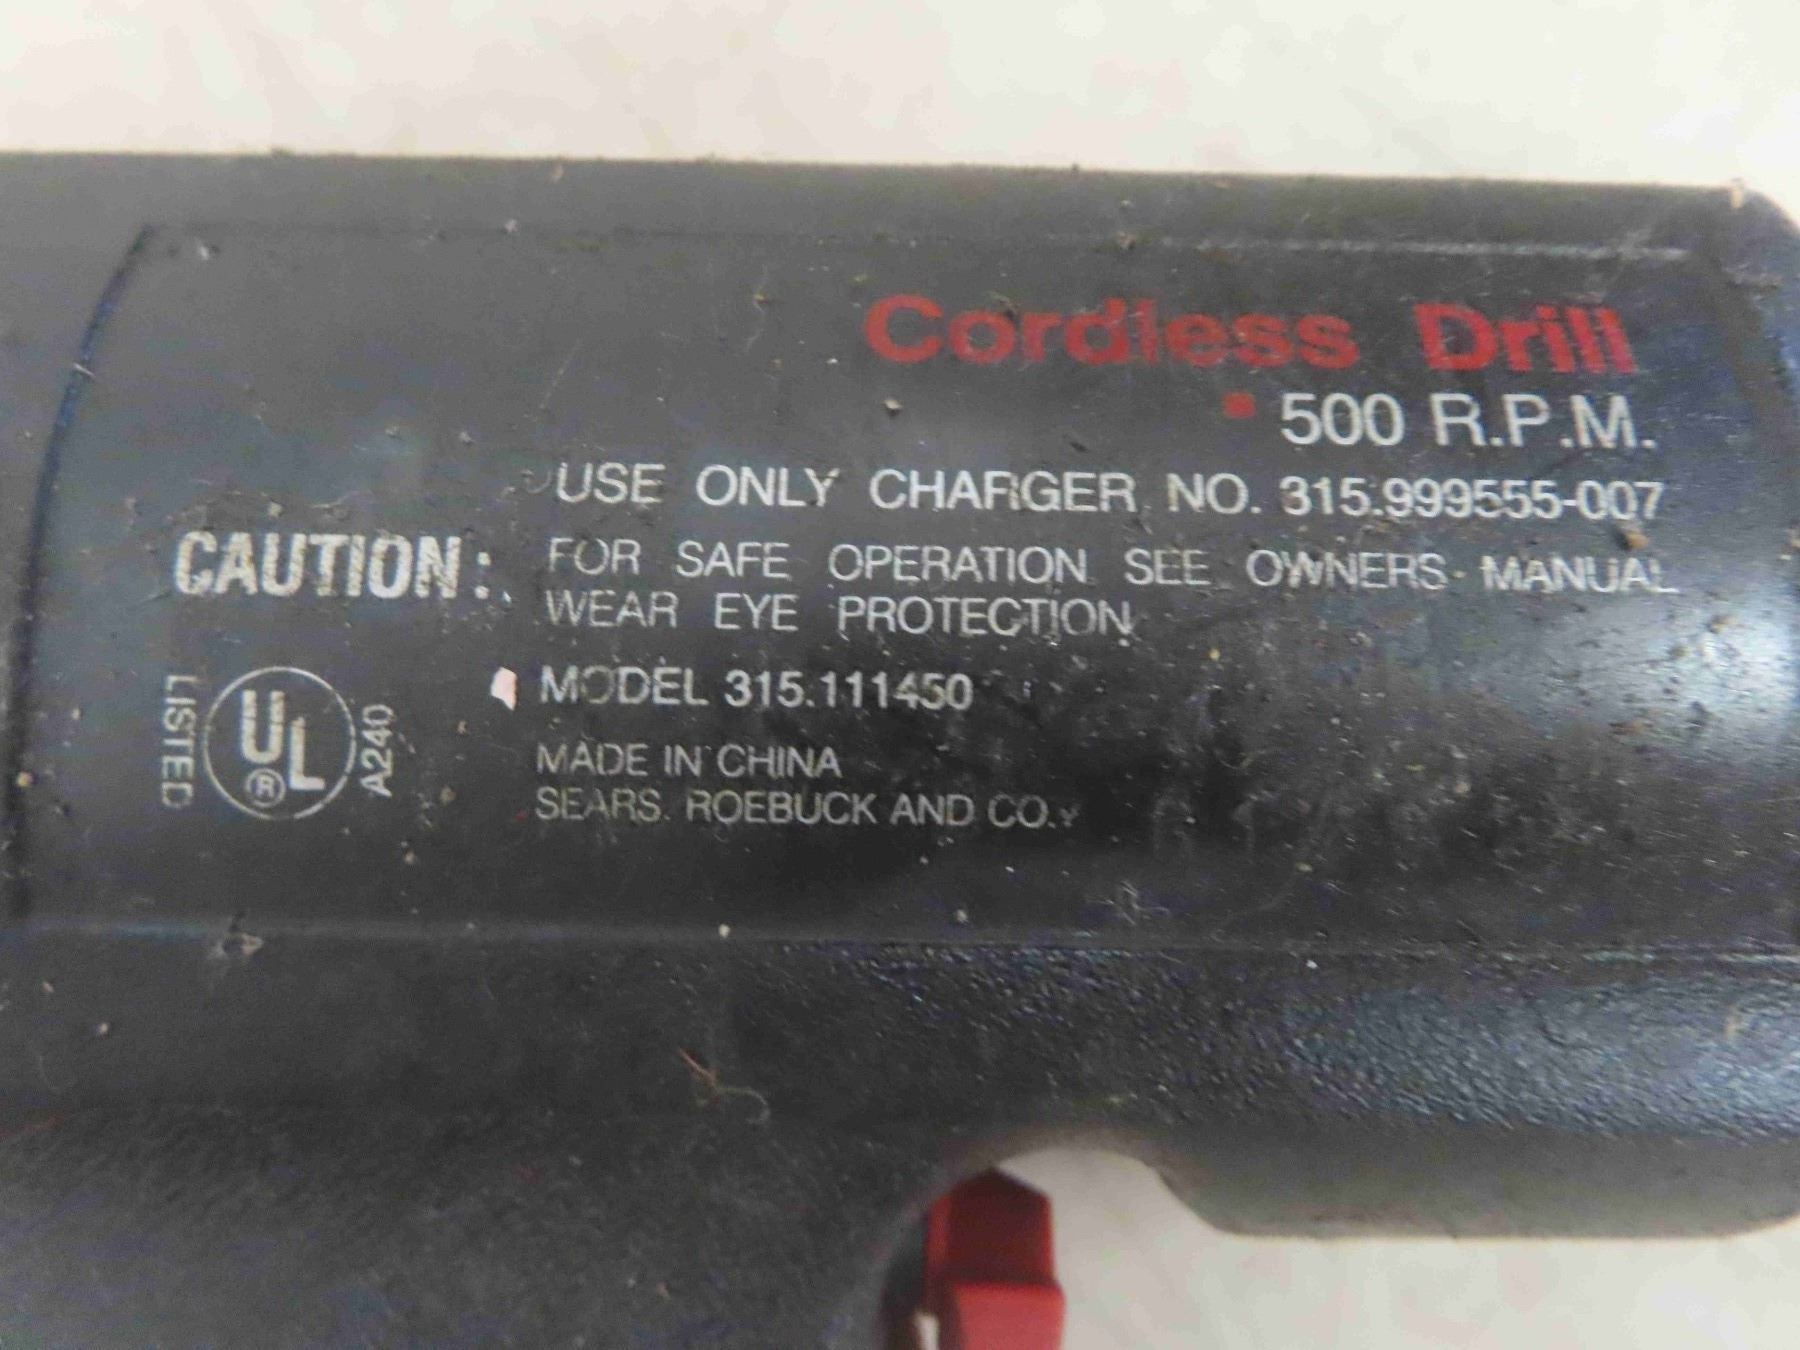 Cordless Drill
500 R.P.M.
USE ONLY CHARGER NO. 315.999555-007
CAUTION: FOR SAFE OPERATION SEE OWNERS MANUAL
WEAR EYE PROTECTION
MODEL 315.111450
LISTED UL ® A240
MADE IN CHINA
SEARS. ROEBUCK AND CO.